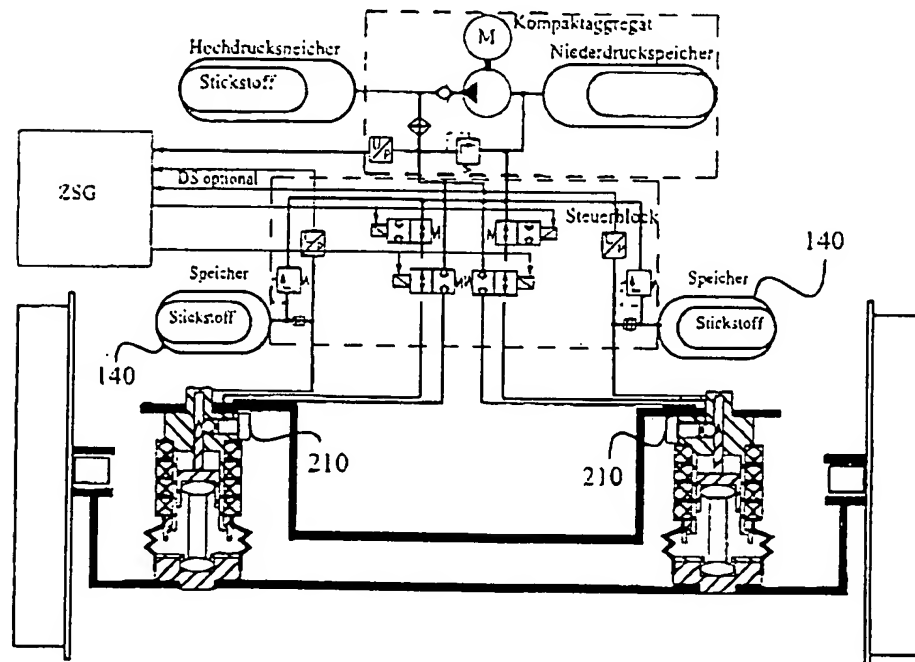 Kompaktaggregat
M
Hochdruckspeicher
Niederdruckspeicher
Stickstoff
U/p
ZSG
DS optional
Steuerblock
Speicher
Speicher
140
Stickstoff
Stickstoff
140
210
210